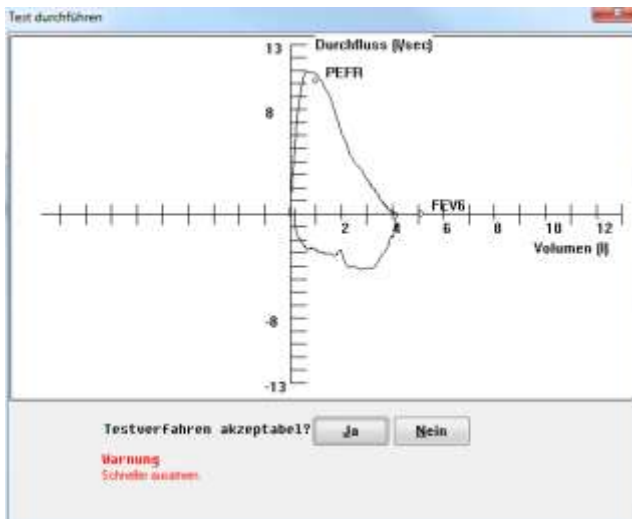 Test durchführen
13
Durchfluss (l/sec)
PEFR
8
FEV6
2 4 6 8 10 12
Volumen (l)
-8
-13
Testverfahren akzeptabel?
Ja
Nein
Warnung
Schneller ausatmen.